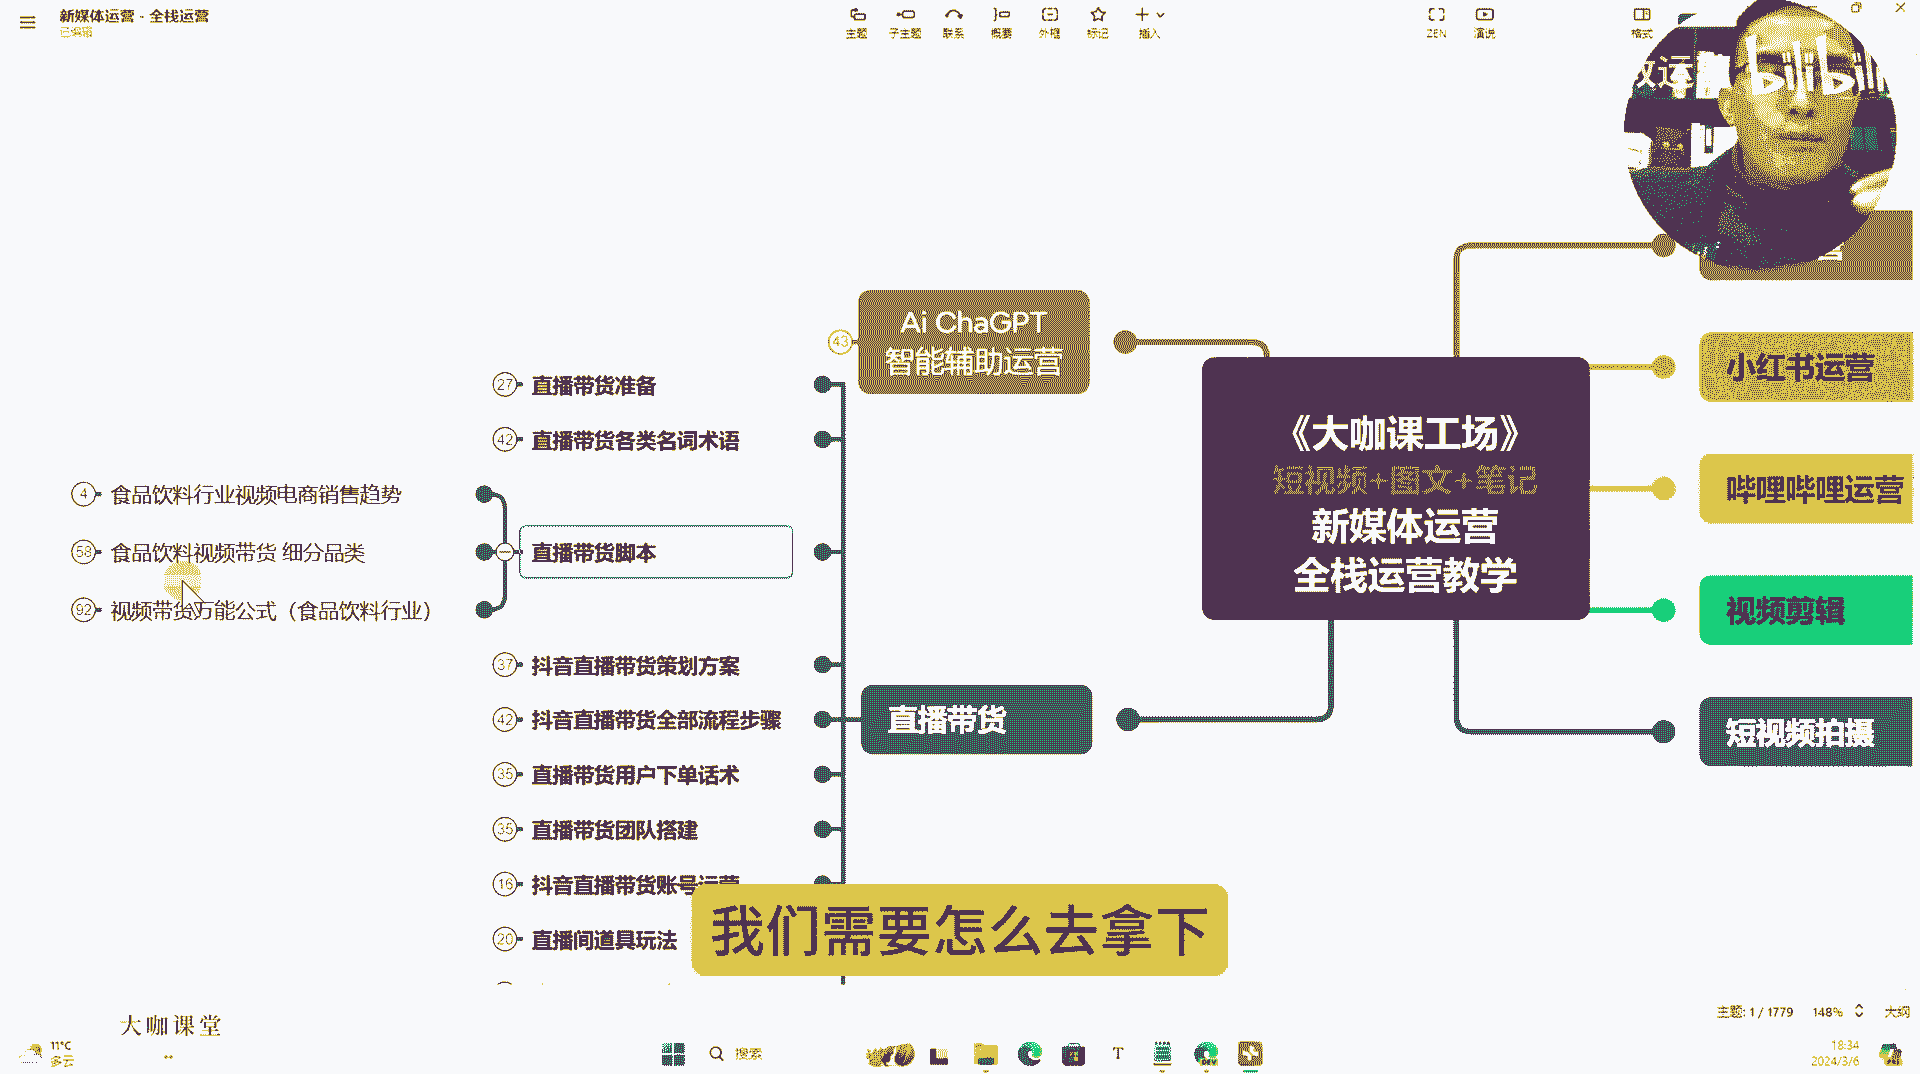 新媒体运营 - 全栈运营
已编辑
主题
子主题
联系
概要
外框
标记
插入
ZEN
演说
格式
bilibili
43
Ai ChaGPT
智能辅助运营
27
直播带货准备
42
直播带货各类名词术语
4
食品饮料行业视频电商销售趋势
58
食品饮料视频带货 细分品类
92
视频带货万能公式（食品饮料行业）
直播带货脚本
37
抖音直播带货策划方案
42
抖音直播带货全部流程步骤
35
直播带货用户下单话术
35
直播带货团队搭建
16
抖音直播带货账号运营
20
直播间道具玩法
直播带货
《大咖课工场》
短视频+图文+笔记
新媒体运营
全栈运营教学
小红书运营
哔哩哔哩运营
视频剪辑
短视频拍摄
我们需要怎么去拿下
大咖课堂
主题: 1 / 1779
148%
大纲
11°C
多云
搜索
18:34
2024/3/6